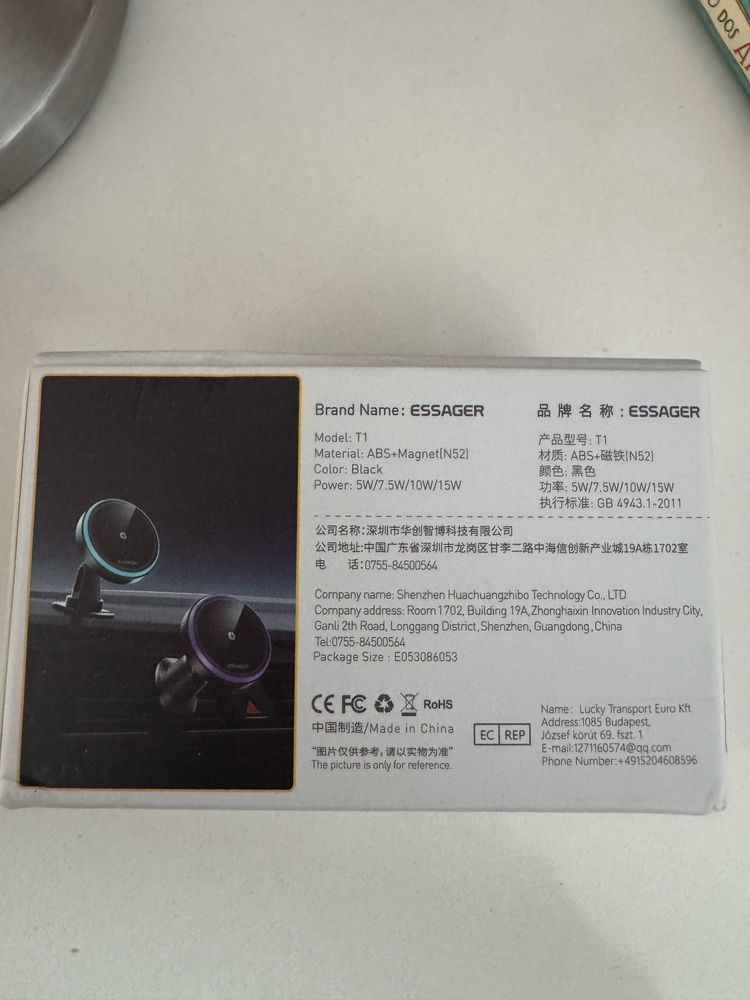 O DOS
ESSAGER
ESSAGER
Brand Name: ESSAGER
Model: T1
Material: ABS+Magnet(N52)
Color: Black
Power: 5W/7.5W/10W/15W
品牌名称: ESSAGER
产品型号: T1
材质: ABS+磁铁(N52)
颜色: 黑色
功率: 5W/7.5W/10W/15W
执行标准: GB 4943.1-2011
公司名称:深圳市华创智博科技有限公司
公司地址:中国广东省深圳市龙岗区甘李二路中海信创新产业城19A栋1702室
电 话:0755-84500564
Company name: Shenzhen Huachuangzhibo Technology Co., LTD
Company address: Room 1702, Building 19A,Zhonghaixin Innovation Industry City,
Ganli 2th Road, Longgang District,Shenzhen, Guangdong,China
Tel:0755-84500564
Package Size : E053086053
CE FC RoHS
中国制造/Made in China
"图片仅供参考,请以实物为准"
The picture is only for reference.
EC REP
Name: Lucky Transport Euro Kft
Address:1085 Budapest,
József körút 69. fszt. 1
E-mail:1271160574@qq.com
Phone Number:+4915204608596